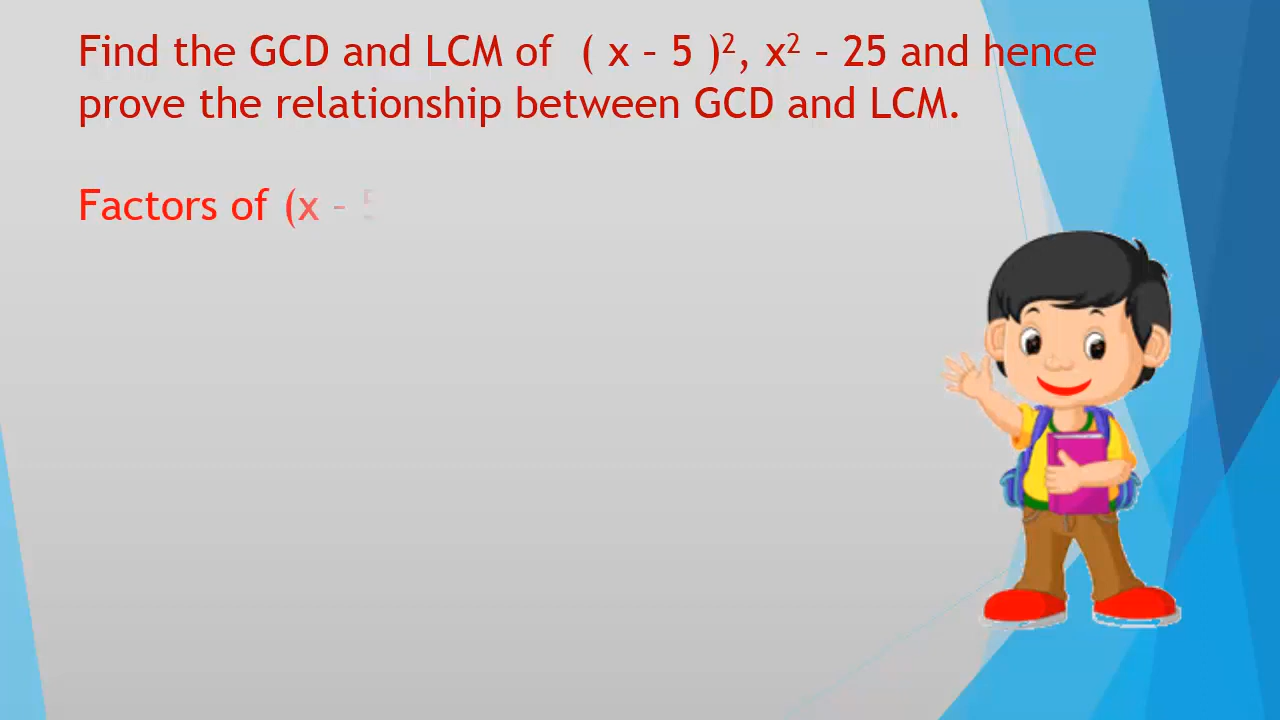 Find the GCD and LCM of ( x – 5 )², x² – 25 and hence
prove the relationship between GCD and LCM.
Factors of (x – 5